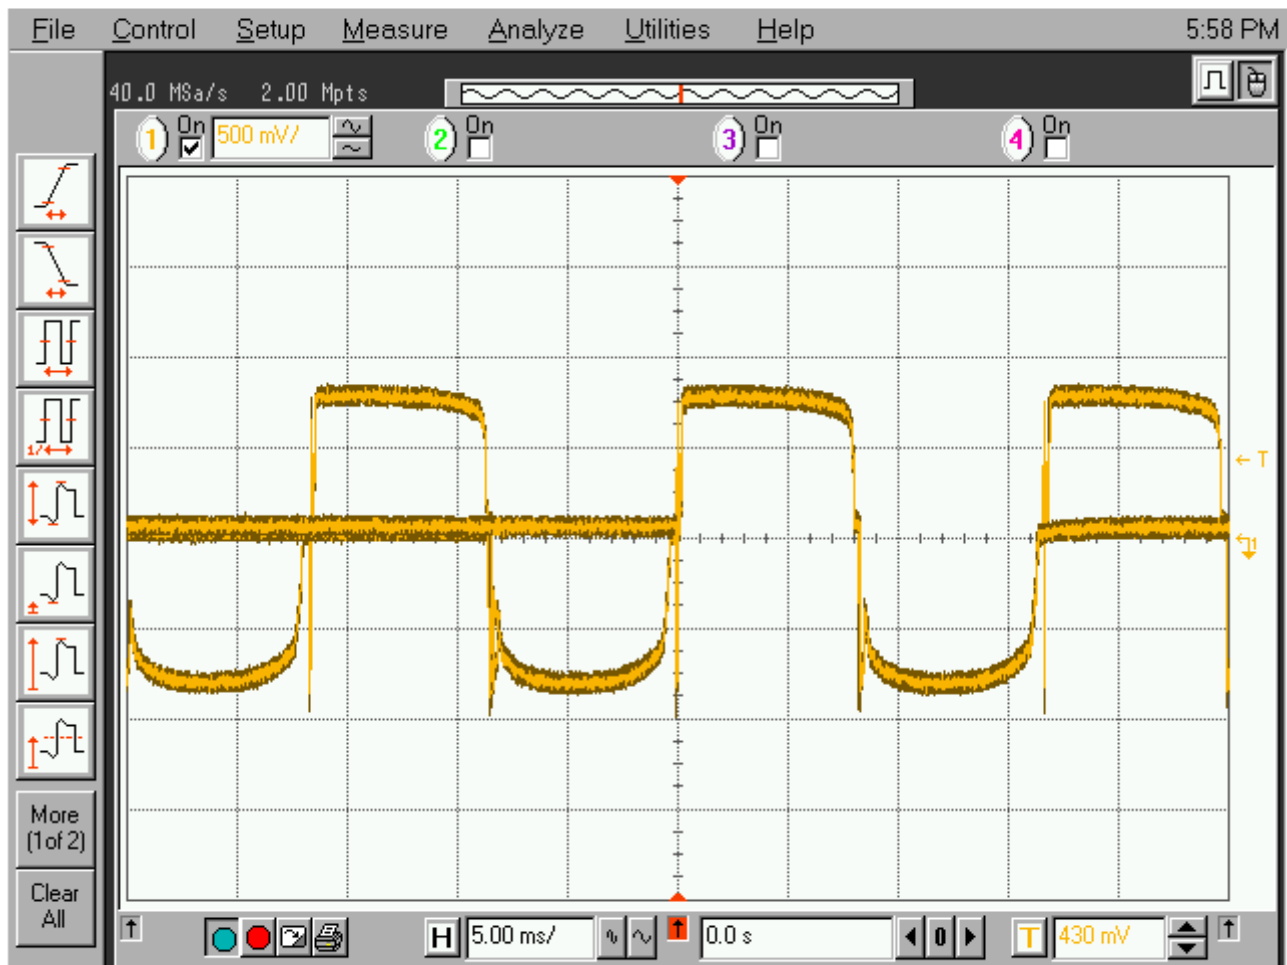 File Control Setup Measure Analyze Utilities Help 5:58 PM
40.0 MSa/s 2.00 Mpts
1 On 500 mV/ 2 On 3 On 4 On
1/
T
1
More
(1of 2)
Clear
All
H 5.00 ms/ 0.0 s 0 T 430 mV